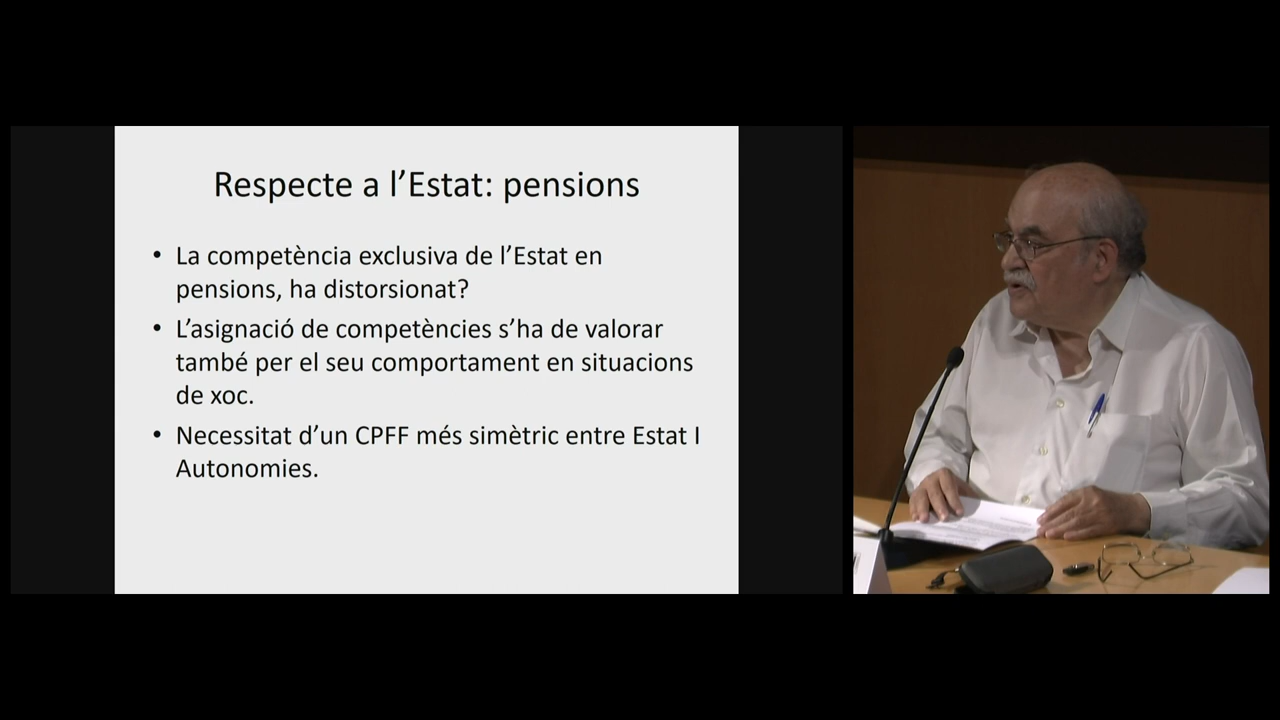 Respecte a l’Estat: pensions
• La competència exclusiva de l’Estat en
pensions, ha distorsionat?
• L’asignació de competències s’ha de valorar
també per el seu comportament en situacions
de xoc.
• Necessitat d’un CPFF més simètric entre Estat I
Autonomies.